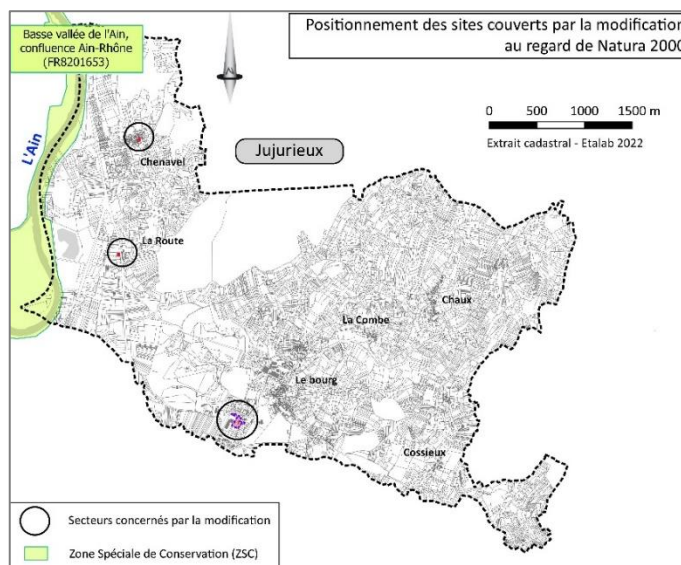 Positionnement des sites couverts par la modification
au regard de Natura 2000
Basse vallée de l'Ain,
confluence Ain-Rhône
(FR8201653)
L'Ain
0 500 1000 1500 m
Extrait cadastral - Etalab 2022
Jujurieux
Chenavel
La Route
Chaux
La Combe
Le bourg
Cossieux
Secteurs concernés par la modification
Zone Spéciale de Conservation (ZSC)